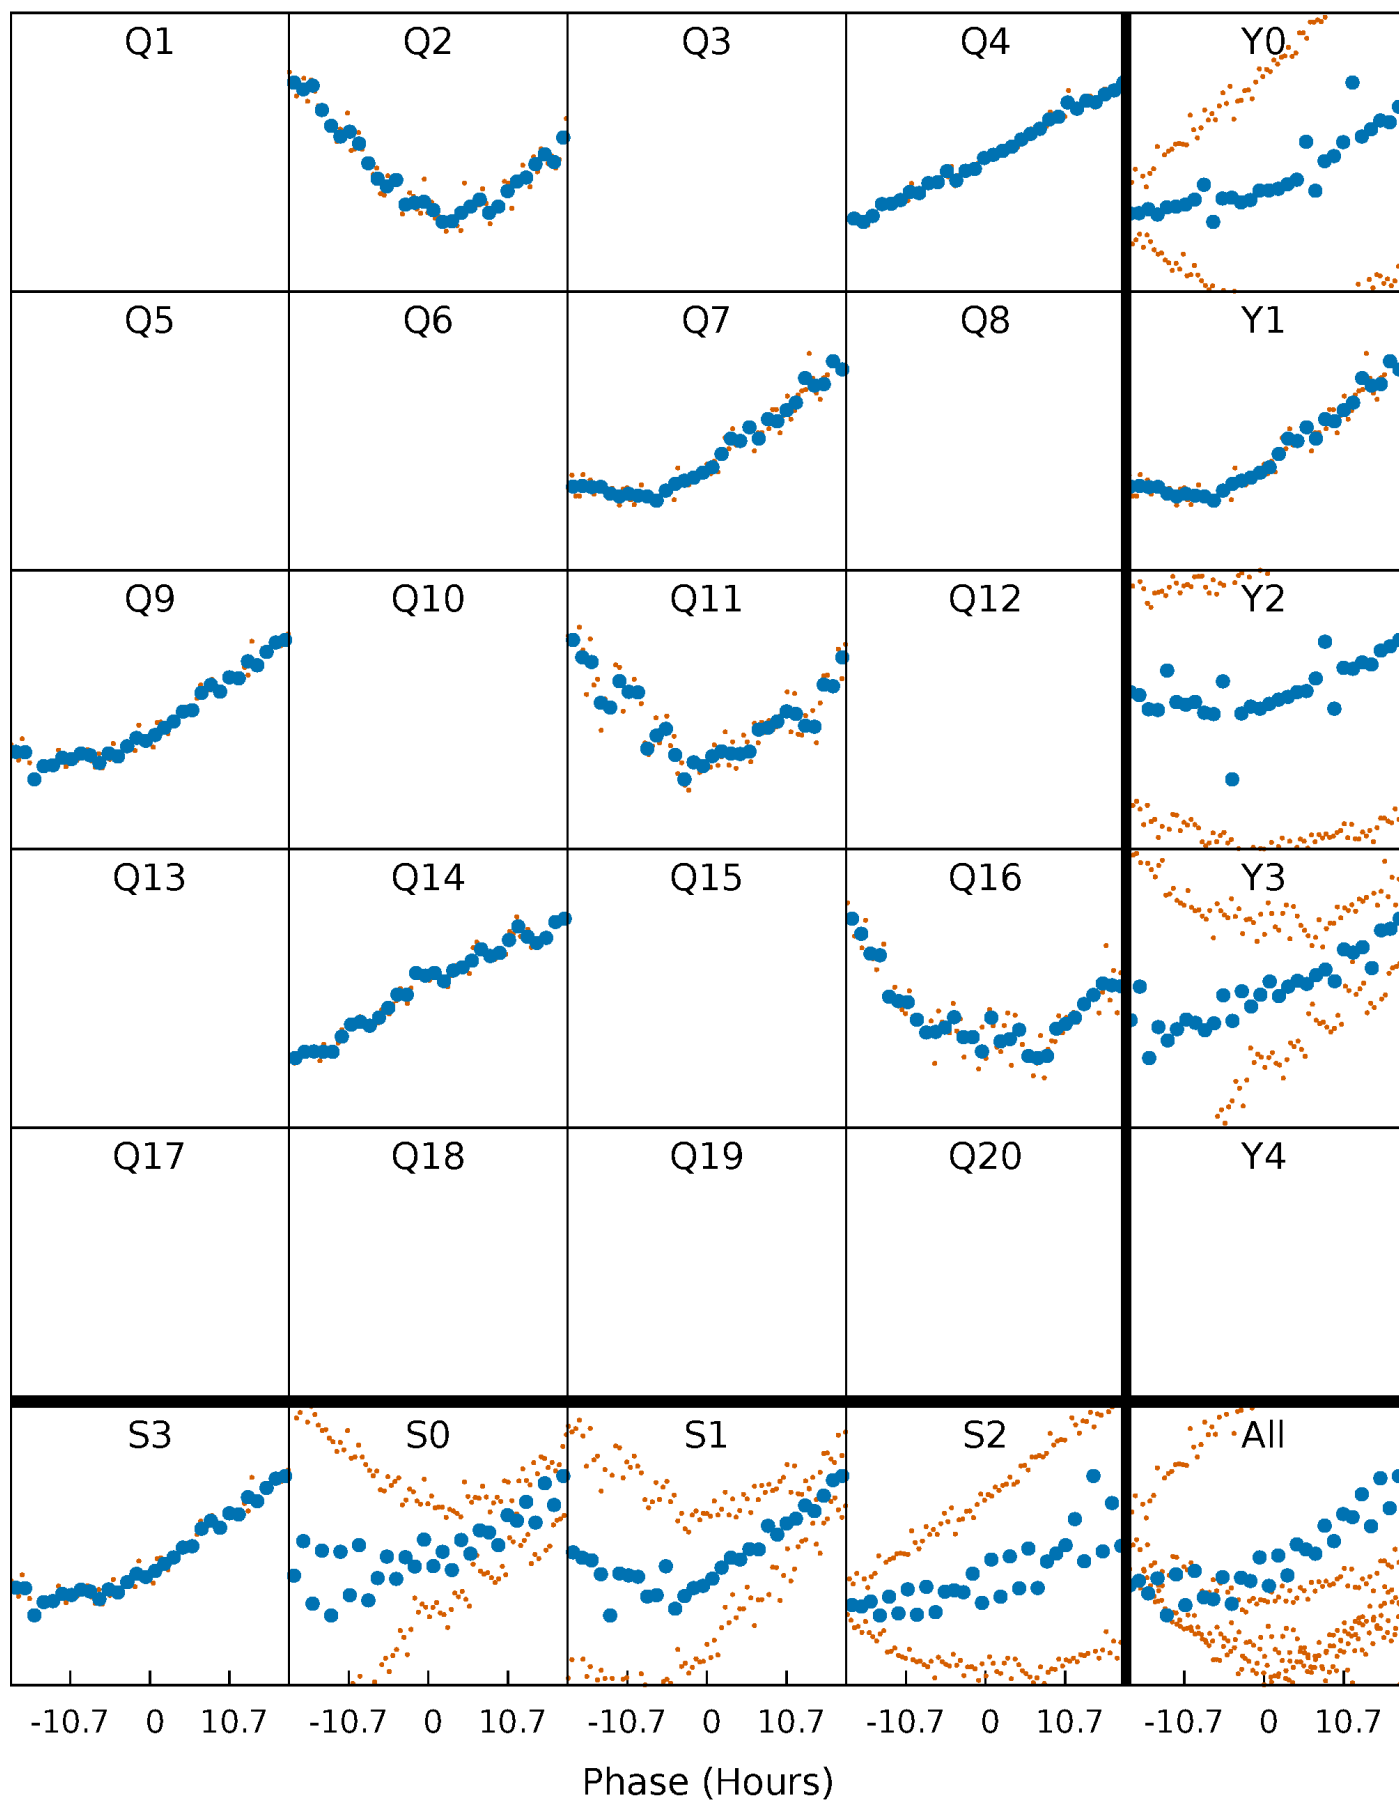 Q1 Q2 Q3 Q4 Y0
Q5 Q6 Q7 Q8 Y1
Q9 Q10 Q11 Q12 Y2
Q13 Q14 Q15 Q16 Y3
Q17 Q18 Q19 Q20 Y4
S3 S0 S1 S2 All
-10.7 0 10.7 -10.7 0 10.7 -10.7 0 10.7 -10.7 0 10.7 -10.7 0 10.7
Phase (Hours)